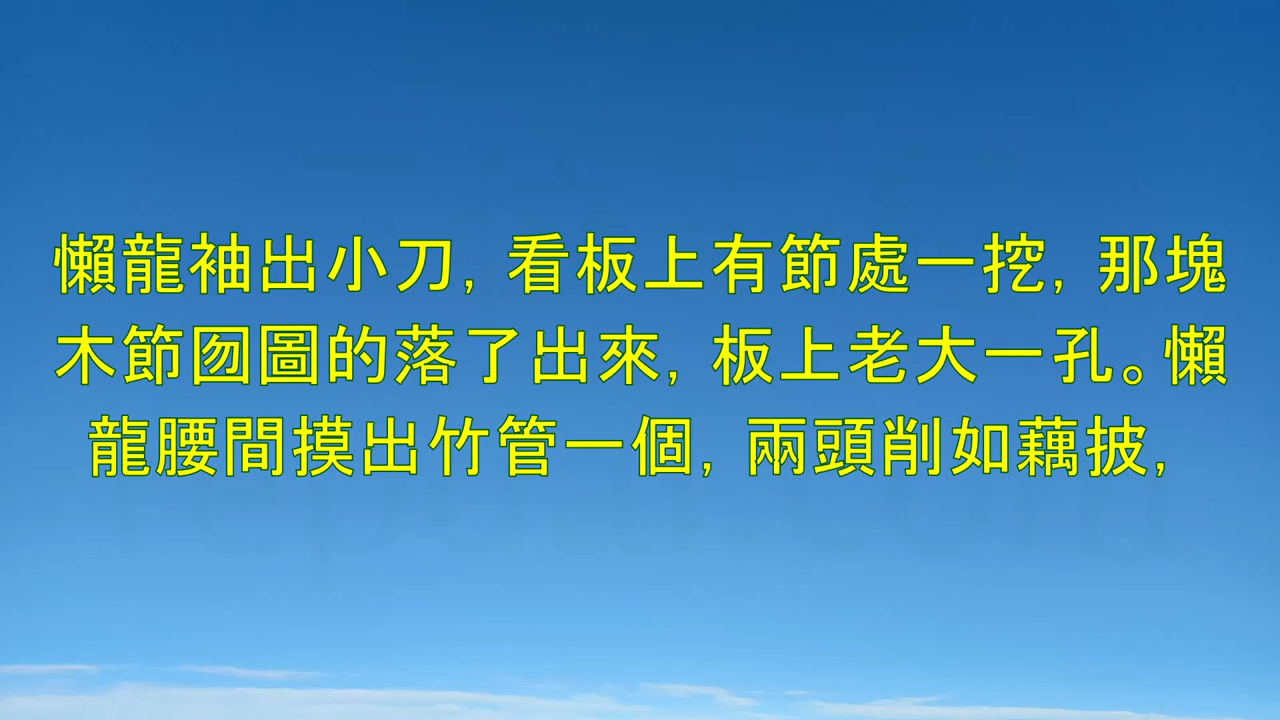 懶龍袖出小刀，看板上有節處一挖，那塊
木節囫圖的落了出來，板上老大一孔。懶
龍腰間摸出竹管一個，兩頭削如藕披，